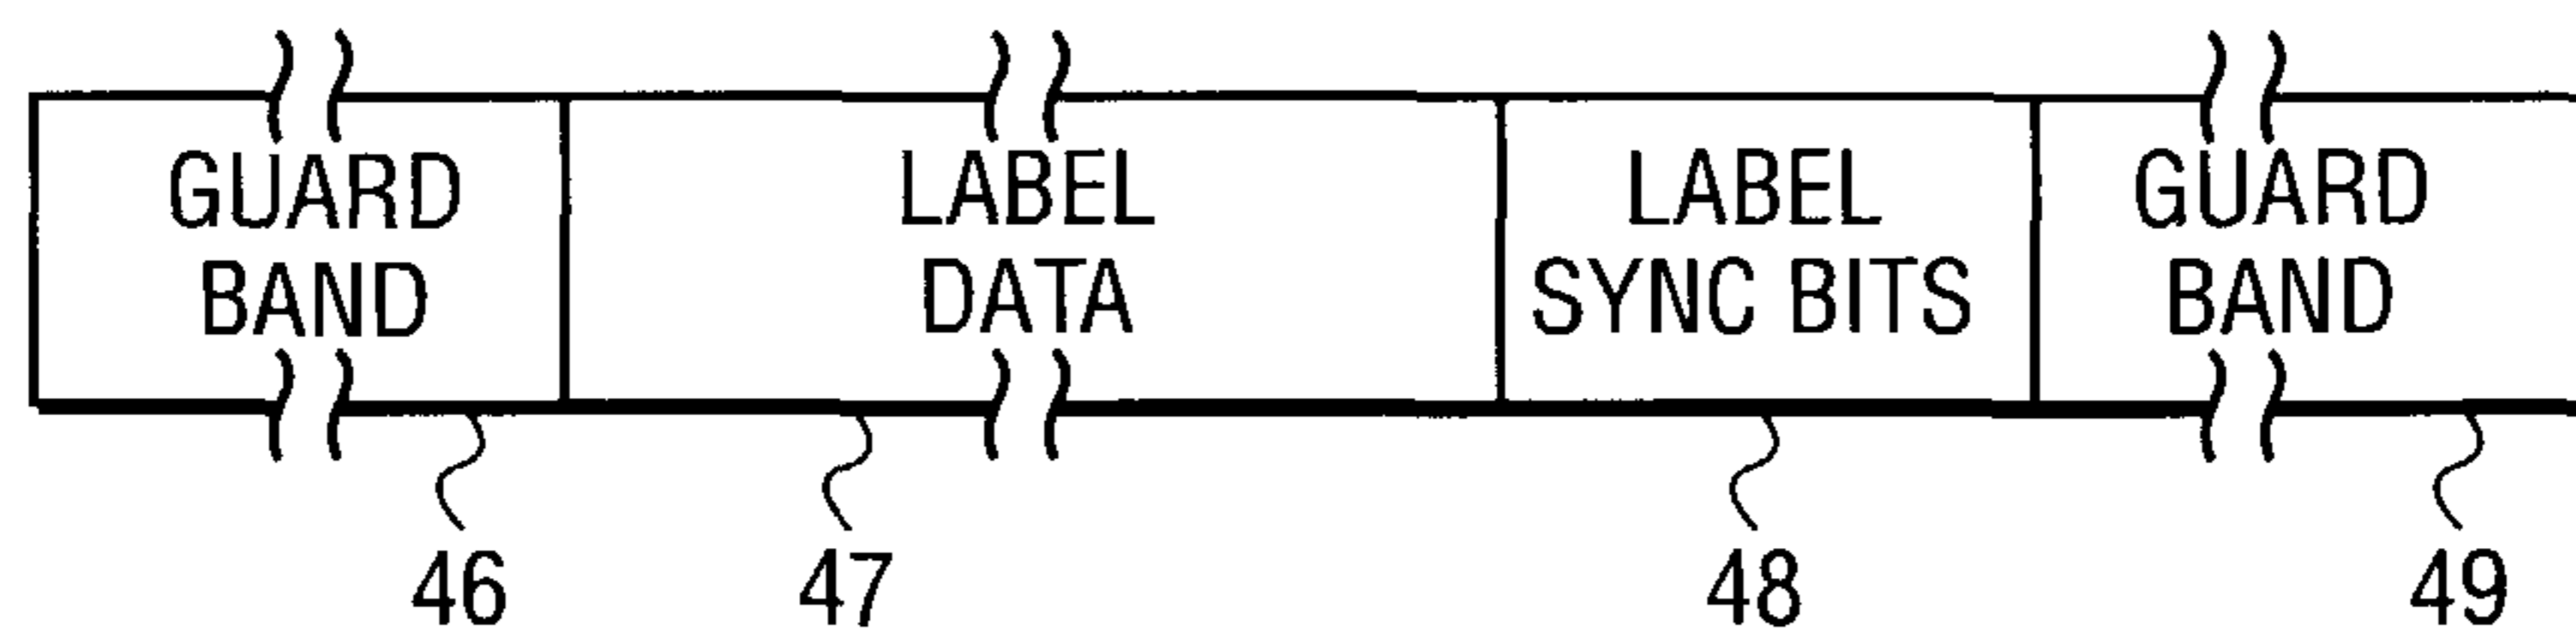 GUARD
BAND
LABEL
DATA
LABEL
SYNC BITS
GUARD
BAND
46
47
48
49